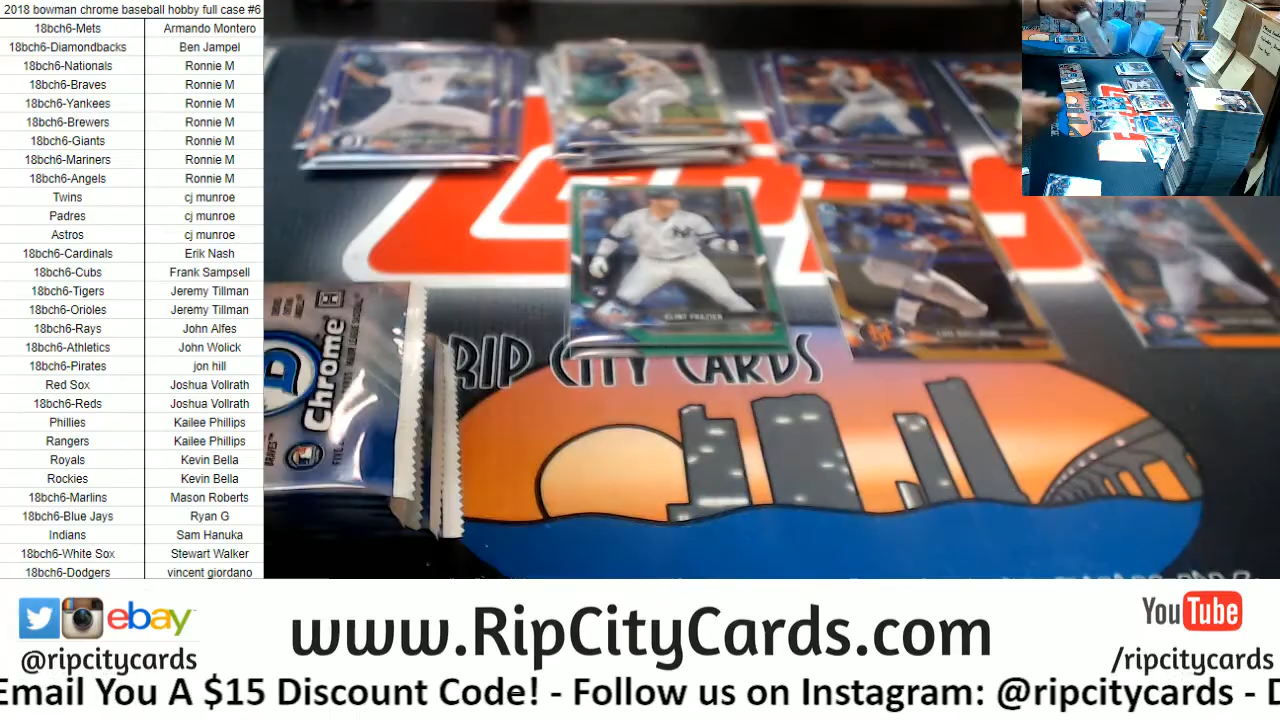 2018 bowman chrome baseball hobby full case #6
18bch6-Mets Armando Montero
18bch6-Diamondbacks Ben Jampel
18bch6-Nationals Ronnie M
18bch6-Braves Ronnie M
18bch6-Yankees Ronnie M
18bch6-Brewers Ronnie M
18bch6-Giants Ronnie M
18bch6-Mariners Ronnie M
18bch6-Angels Ronnie M
Twins cj munroe
Padres cj munroe
Astros cj munroe
18bch6-Cardinals Erik Nash
18bch6-Cubs Frank Sampsell
18bch6-Tigers Jeremy Tillman
18bch6-Orioles Jeremy Tillman
18bch6-Rays John Alfes
18bch6-Athletics John Wolick
18bch6-Pirates jon hill
Red Sox Joshua Vollrath
18bch6-Reds Joshua Vollrath
Phillies Kailee Phillips
Rangers Kailee Phillips
Royals Kevin Bella
Rockies Kevin Bella
18bch6-Marlins Mason Roberts
18bch6-Blue Jays Ryan G
Indians Sam Hanuka
18bch6-White Sox Stewart Walker
18bch6-Dodgers vincent giordano
CLINT FRAZIER
Chrome
RIP CITY CARDS
ebay
@ripcitycards
www.RipCityCards.com
YouTube
/ripcitycards
Email You A $15 Discount Code! - Follow us on Instagram: @ripcitycards - D